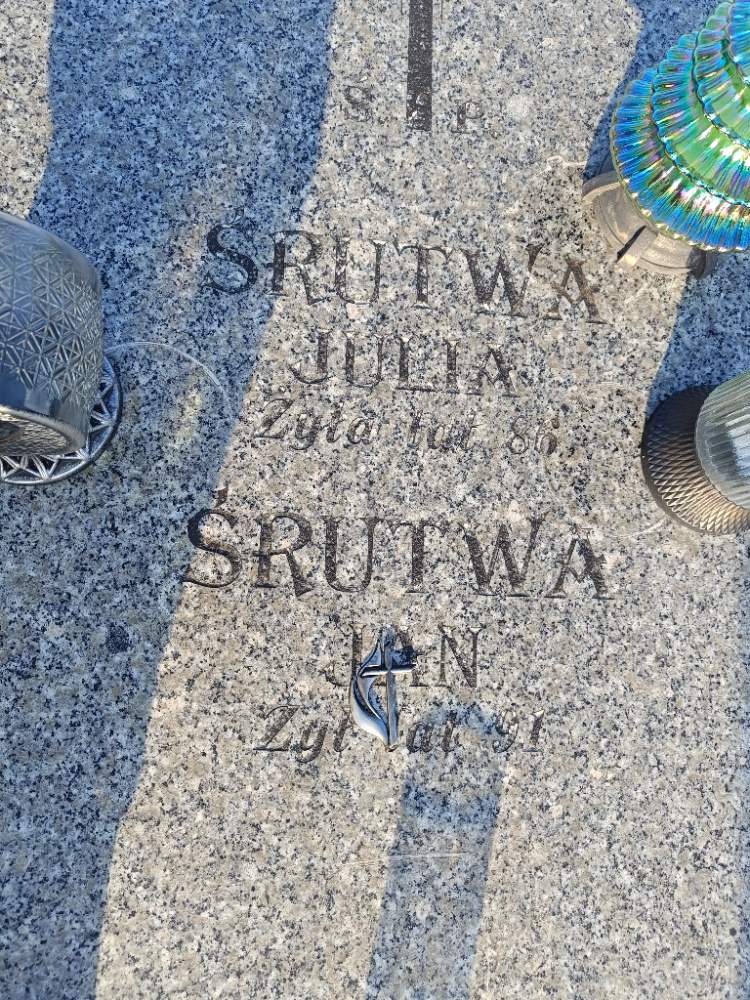 Ś P
ŚRUTWA
JULIA
Żyła lat 86
ŚRUTWA
JAN
Żył lat 91